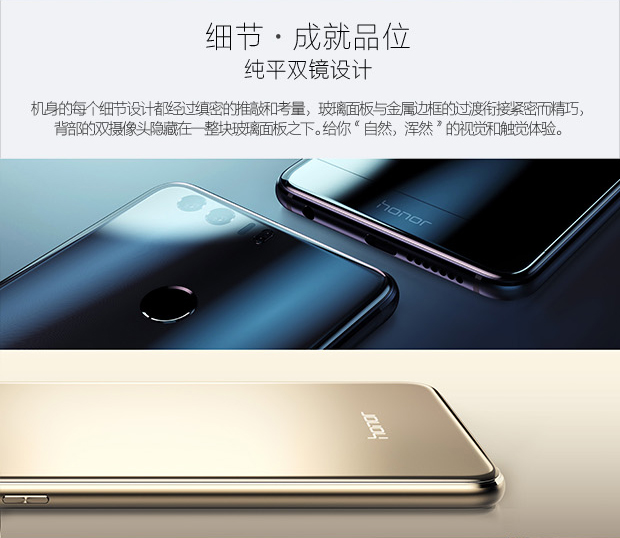 细节·成就品位
纯平双镜设计
机身的每个细节设计都经过缜密的推敲和考量，玻璃面板与金属边框的过渡衔接紧密而精巧，
背部的双摄像头隐藏在一整块玻璃面板之下。给你“自然，浑然”的视觉和触觉体验。
honor
honor